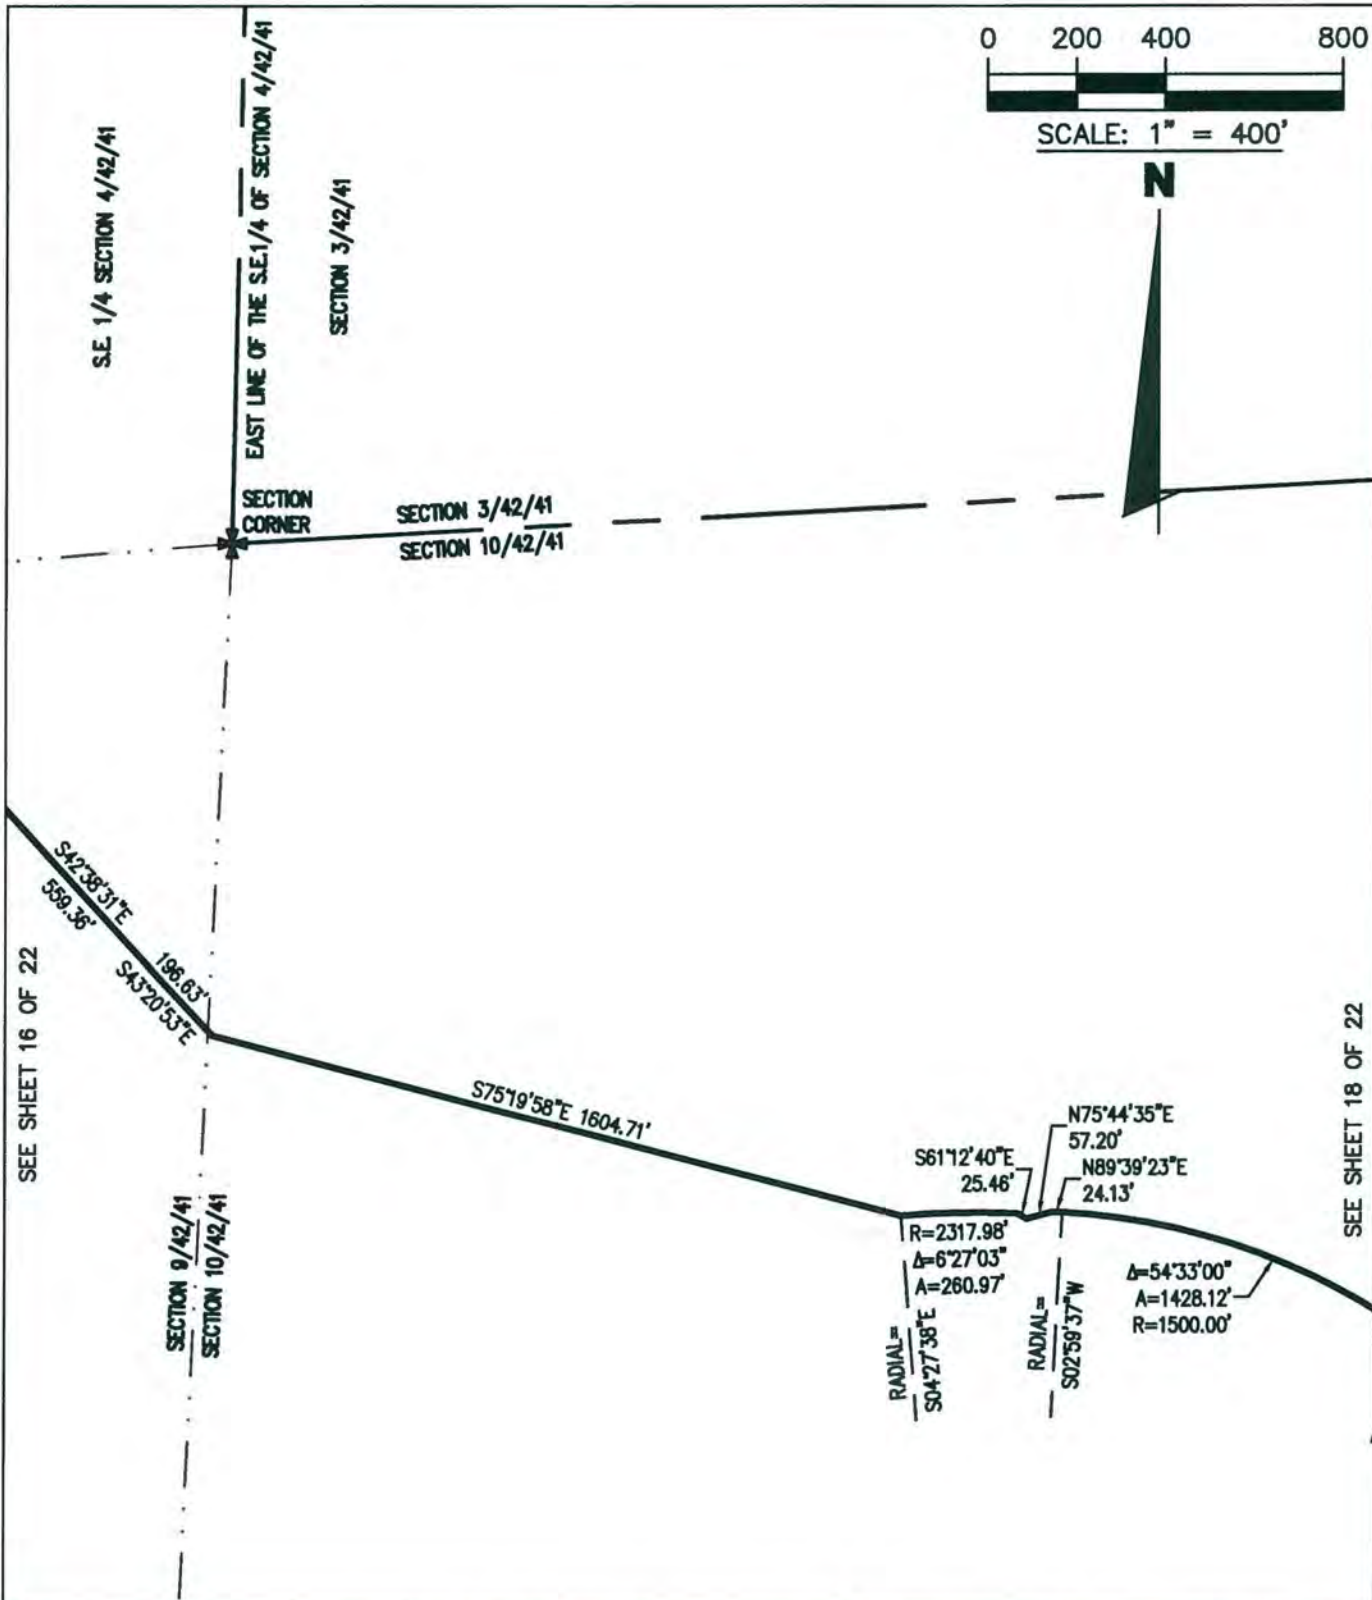 0 200 400 800
SCALE: 1" = 400'
N
S.E. 1/4 SECTION 4/42/41
EAST LINE OF THE S.E.1/4 OF SECTION 4/42/41
SECTION 3/42/41
SECTION
CORNER
SECTION 3/42/41
SECTION 10/42/41
S42°38'31"E
559.36'
196.63'
S43°20'53"E
SEE SHEET 16 OF 22
S75°19'58"E 1604.71'
SECTION 9/42/41
SECTION 10/42/41
S61°12'40"E
25.46'
N75°44'35"E
57.20'
N89°39'23"E
24.13'
R=2317.98'
Δ=6°27'03"
A=260.97'
RADIAL=
S04°27'38"E
RADIAL=
S02°59'37"W
Δ=54°33'00"
A=1428.12'
R=1500.00'
SEE SHEET 18 OF 22